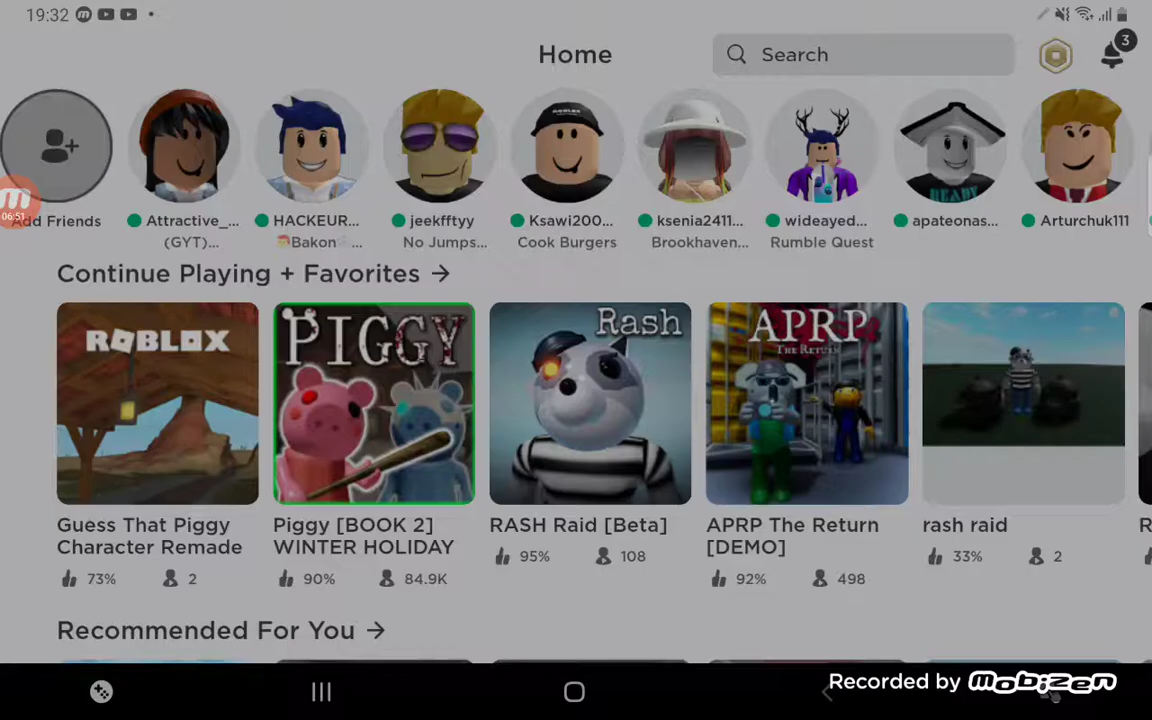 19:32
Home
Search
3
06:51
Add Friends
Attractive_...
(GYT)...
HACKEUR...
Bakon ...
jeekfftyy
No Jumps...
Ksawi200...
Cook Burgers
ksenia2411...
Brookhaven...
wideayed...
Rumble Quest
apateonas...
Arturchuk111
READY
Continue Playing + Favorites →
ROBLOX
PIGGY
Rash
APRP
THE RETURN
Guess That Piggy
Character Remade
73% 2
Piggy [BOOK 2]
WINTER HOLIDAY
90% 84.9K
RASH Raid [Beta]
95% 108
APRP The Return
[DEMO]
92% 498
rash raid
33% 2
R
Recommended For You →
Recorded by mobizen